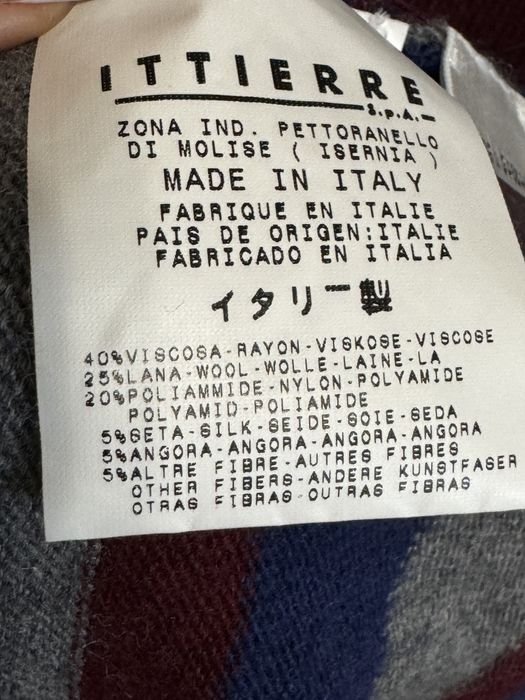 ITTIERRE
S.p.A.
ZONA IND. PETTORANELLO
DI MOLISE ( ISERNIA )
MADE IN ITALY
FABRIQUE EN ITALIE
PAIS DE ORIGEN:ITALIE
FABRICADO EN ITALIA
イタリー製
40%VISCOSA-RAYON-VISKOSE-VISCOSE
25%LANA-WOOL-WOLLE-LAINE-LA
20%POLIAMMIDE-NYLON-POLYAMIDE
POLYAMID-POLIAMIDE
5%SETA-SILK-SEIDE-SOIE-SEDA
5%ANGORA-ANGORA-ANGORA-ANGORA
5%ALTRE FIBRE-AUTRES FIBRES
OTHER FIBERS-ANDERE KUNSTFASER
OTRAS FIBRAS-OUTRAS FIBRAS